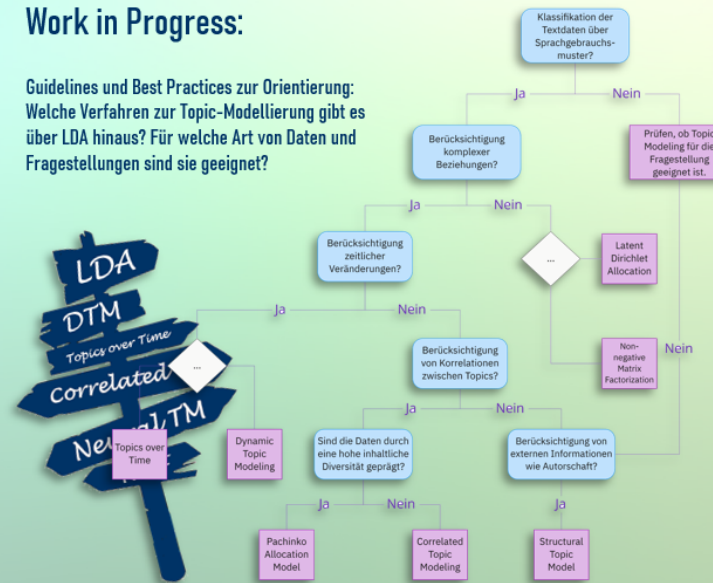 Work in Progress:
Guidelines und Best Practices zur Orientierung:
Welche Verfahren zur Topic-Modellierung gibt es
über LDA hinaus? Für welche Art von Daten und
Fragestellungen sind sie geeignet?
Klassifikation der
Textdaten über
Sprachgebrauchs-
muster?
Ja
Nein
Berücksichtigung
komplexer
Beziehungen?
Prüfen, ob Topic
Modeling für die
Fragestellung
geeignet ist.
Ja
Nein
Berücksichtigung
zeitlicher
Veränderungen?
...
Latent
Dirichlet
Allocation
Ja
Nein
Non-
negative
Matrix
Factorization
Nein
Berücksichtigung
von Korrelationen
zwischen Topics?
...
Ja
Nein
Topics over
Time
Dynamic
Topic
Modeling
Sind die Daten durch
eine hohe inhaltliche
Diversität geprägt?
Berücksichtigung von
externen Informationen
wie Autorschaft?
Ja
Nein
Ja
Pachinko
Allocation
Model
Correlated
Topic
Modeling
Structural
Topic
Model
LDA
DTM
Topics over Time
Correlated
TM